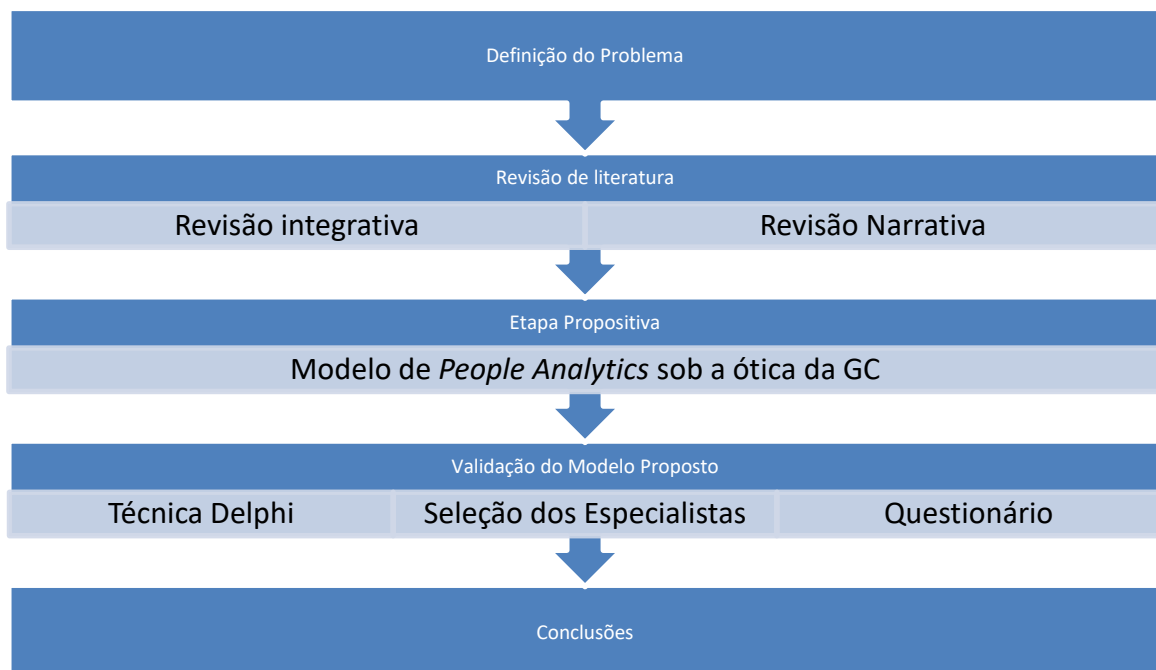 Definição do Problema
Revisão de literatura
Revisão integrativa
Revisão Narrativa
Etapa Propositiva
Modelo de People Analytics sob a ótica da GC
Validação do Modelo Proposto
Técnica Delphi
Seleção dos Especialistas
Questionário
Conclusões